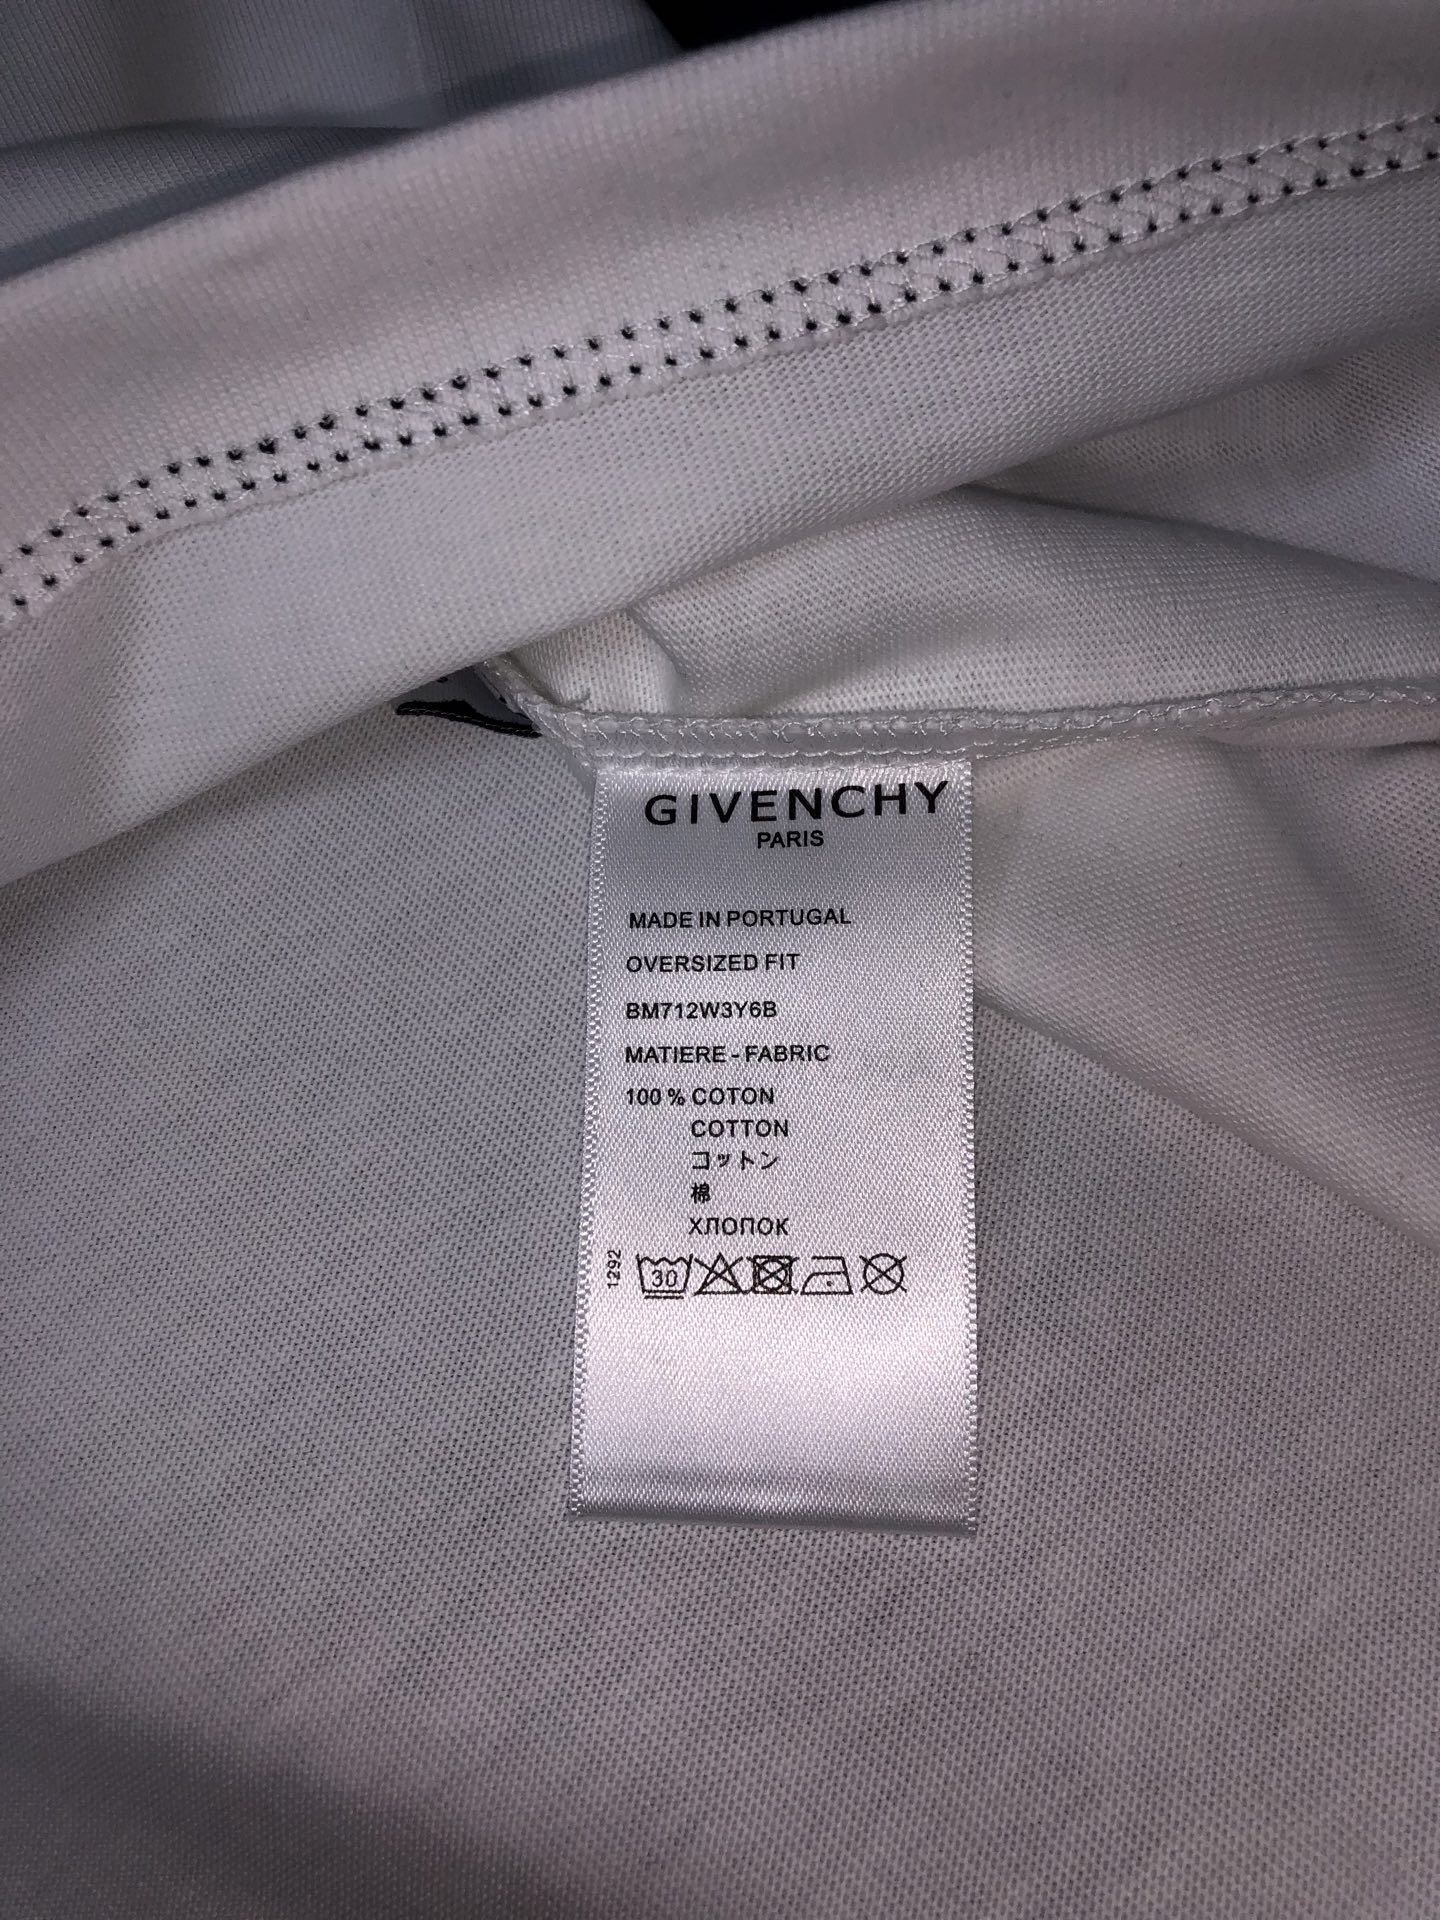 GIVENCHY
PARIS
MADE IN PORTUGAL
OVERSIZED FIT
BM712W3Y6B
MATIERE - FABRIC
100 % COTON
COTTON
コットン
棉
ХЛОПОК
1292
30